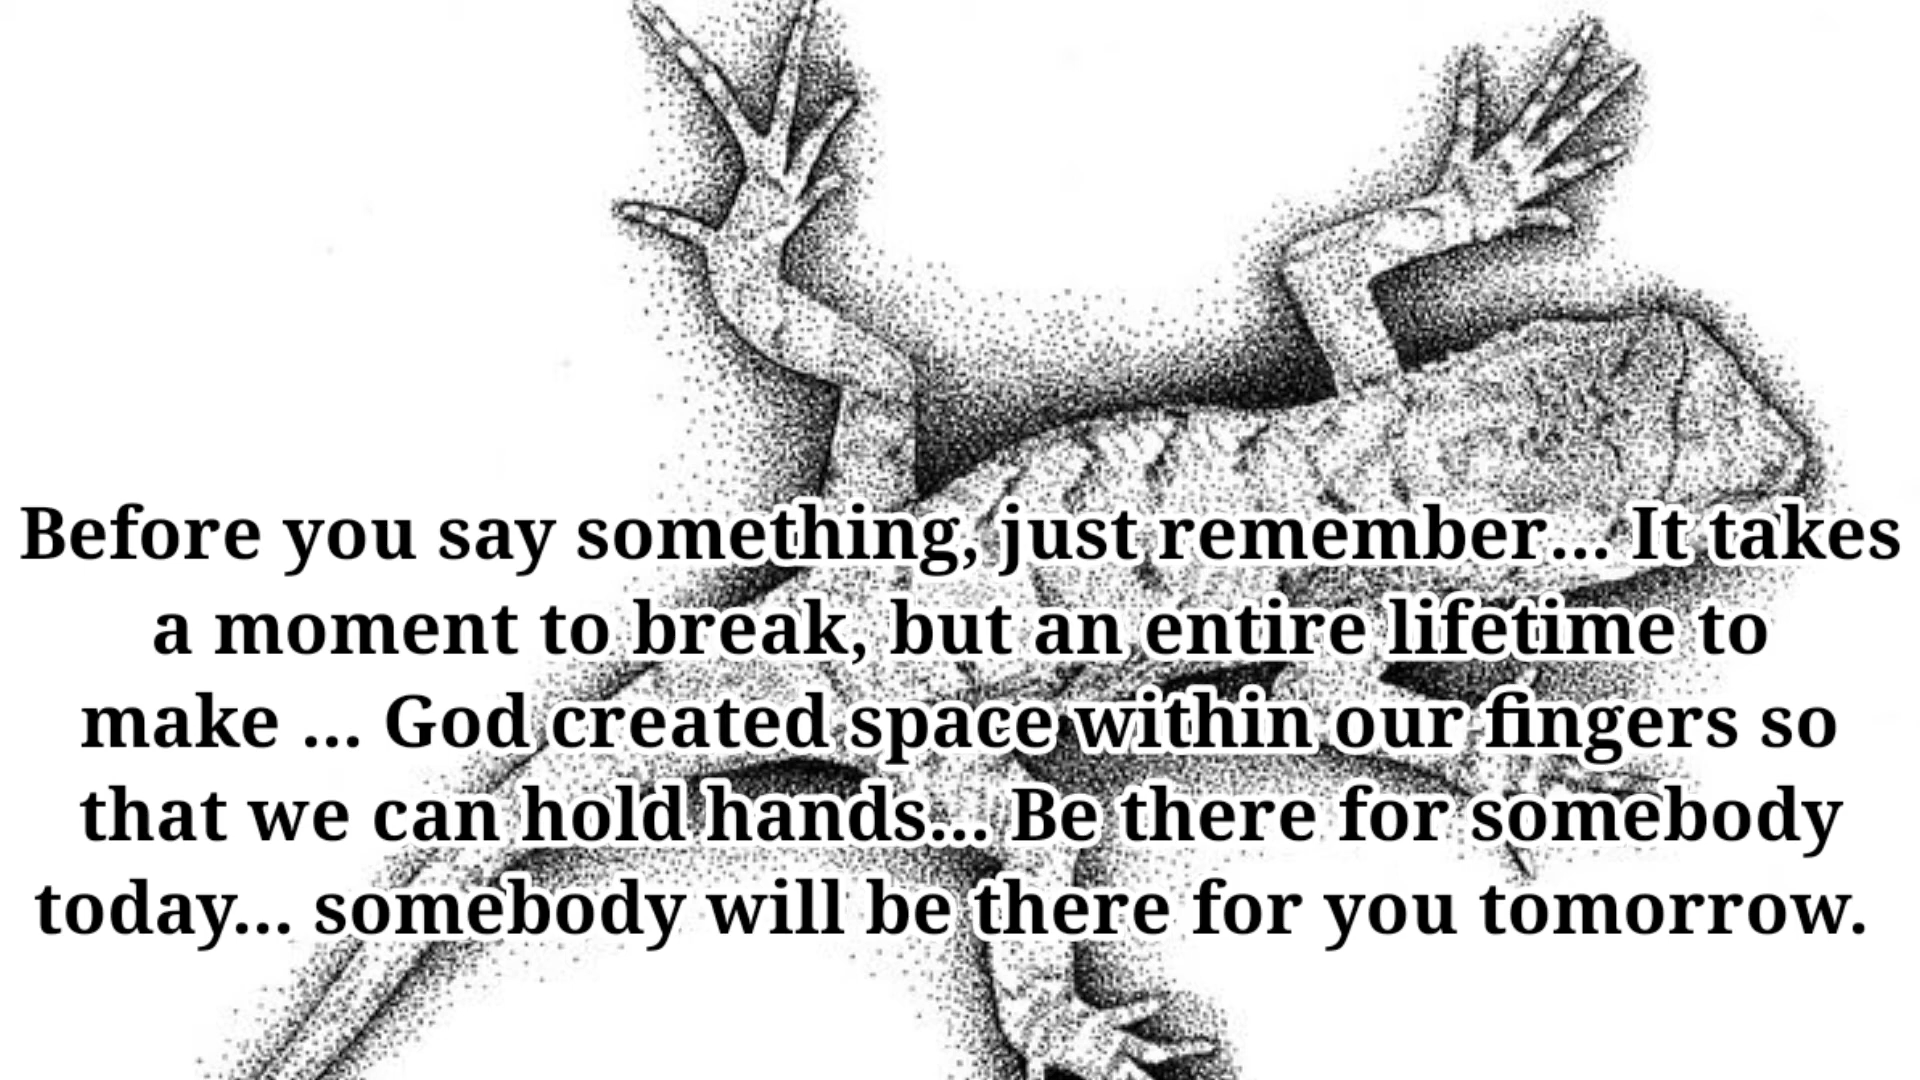 Before you say something, just remember... It takes
a moment to break, but an entire lifetime to
make ... God created space within our fingers so
that we can hold hands... Be there for somebody
today... somebody will be there for you tomorrow.